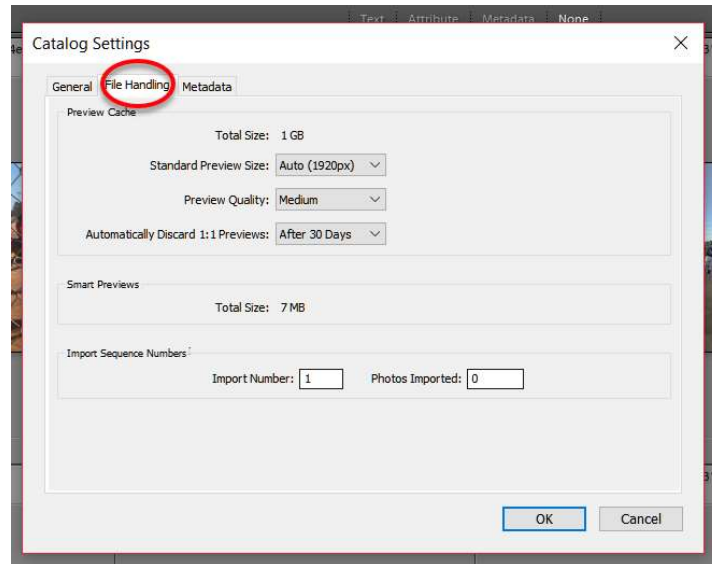 Text Attribute Metadata None
Catalog Settings
General File Handling Metadata
Preview Cache
Total Size: 1 GB
Standard Preview Size: Auto (1920px)
Preview Quality: Medium
Automatically Discard 1:1 Previews: After 30 Days
Smart Previews
Total Size: 7 MB
Import Sequence Numbers
Import Number: 1 Photos Imported: 0
OK Cancel